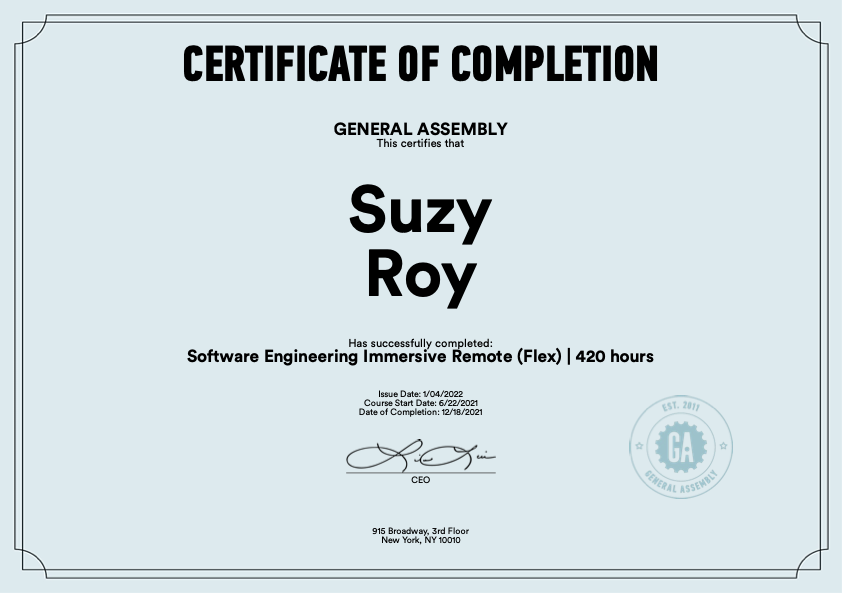 CERTIFICATE OF COMPLETION
GENERAL ASSEMBLY
This certifies that
Suzy
Roy
Has successfully completed:
Software Engineering Immersive Remote (Flex) | 420 hours
Issue Date: 1/04/2022
Course Start Date: 6/22/2021
Date of Completion: 12/18/2021
CEO
EST. 2011
GA
GENERAL ASSEMBLY
915 Broadway, 3rd Floor
New York, NY 10010